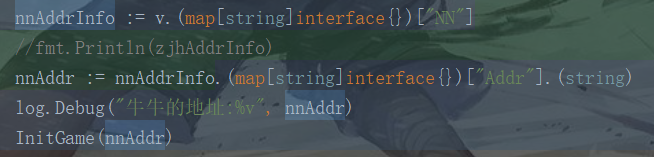 nnAddrInfo := v.(map[string]interface{})["NN"]
//fmt.Println(zjhAddrInfo)
nnAddr := nnAddrInfo.(map[string]interface{})["Addr"].(string)
log.Debug("牛牛的地址:%v", nnAddr)
InitGame(nnAddr)